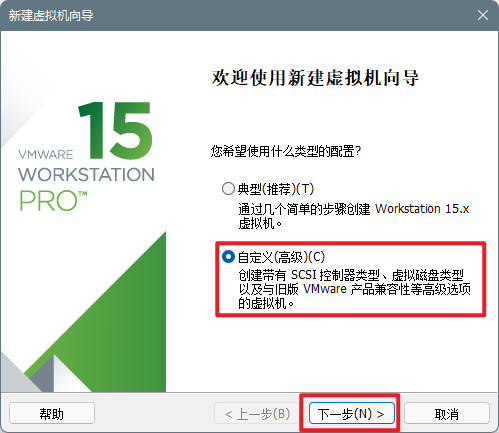 新建虚拟机向导
欢迎使用新建虚拟机向导
VMWARE 15
WORKSTATION
PRO™
您希望使用什么类型的配置?
典型(推荐)(T)
通过几个简单的步骤创建 Workstation 15.x
虚拟机。
自定义(高级)(C)
创建带有 SCSI 控制器类型、虚拟磁盘类型
以及与旧版 VMware 产品兼容性等高级选项
的虚拟机。
帮助
< 上一步(B)
下一步(N) >
取消